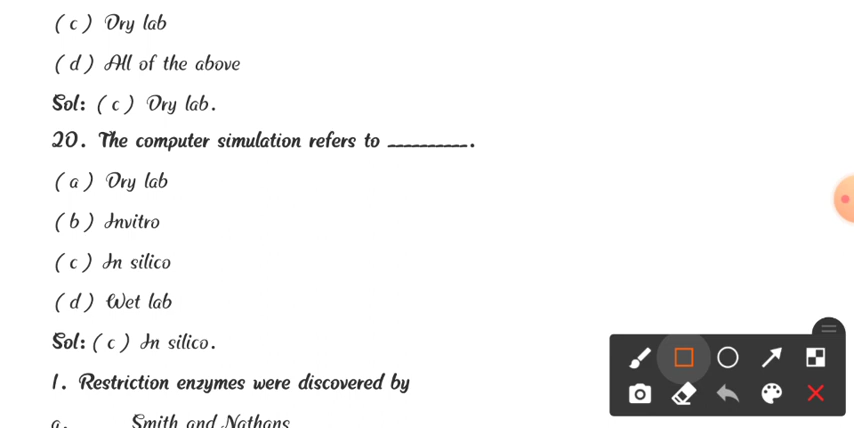 ( c ) Dry lab
( d ) All of the above
Sol: ( c ) Dry lab.
20. The computer simulation refers to __________.
( a ) Dry lab
( b ) Invitro
( c ) In silico
( d ) Wet lab
Sol: ( c ) In silico.
1. Restriction enzymes were discovered by
a. Smith and Nathans